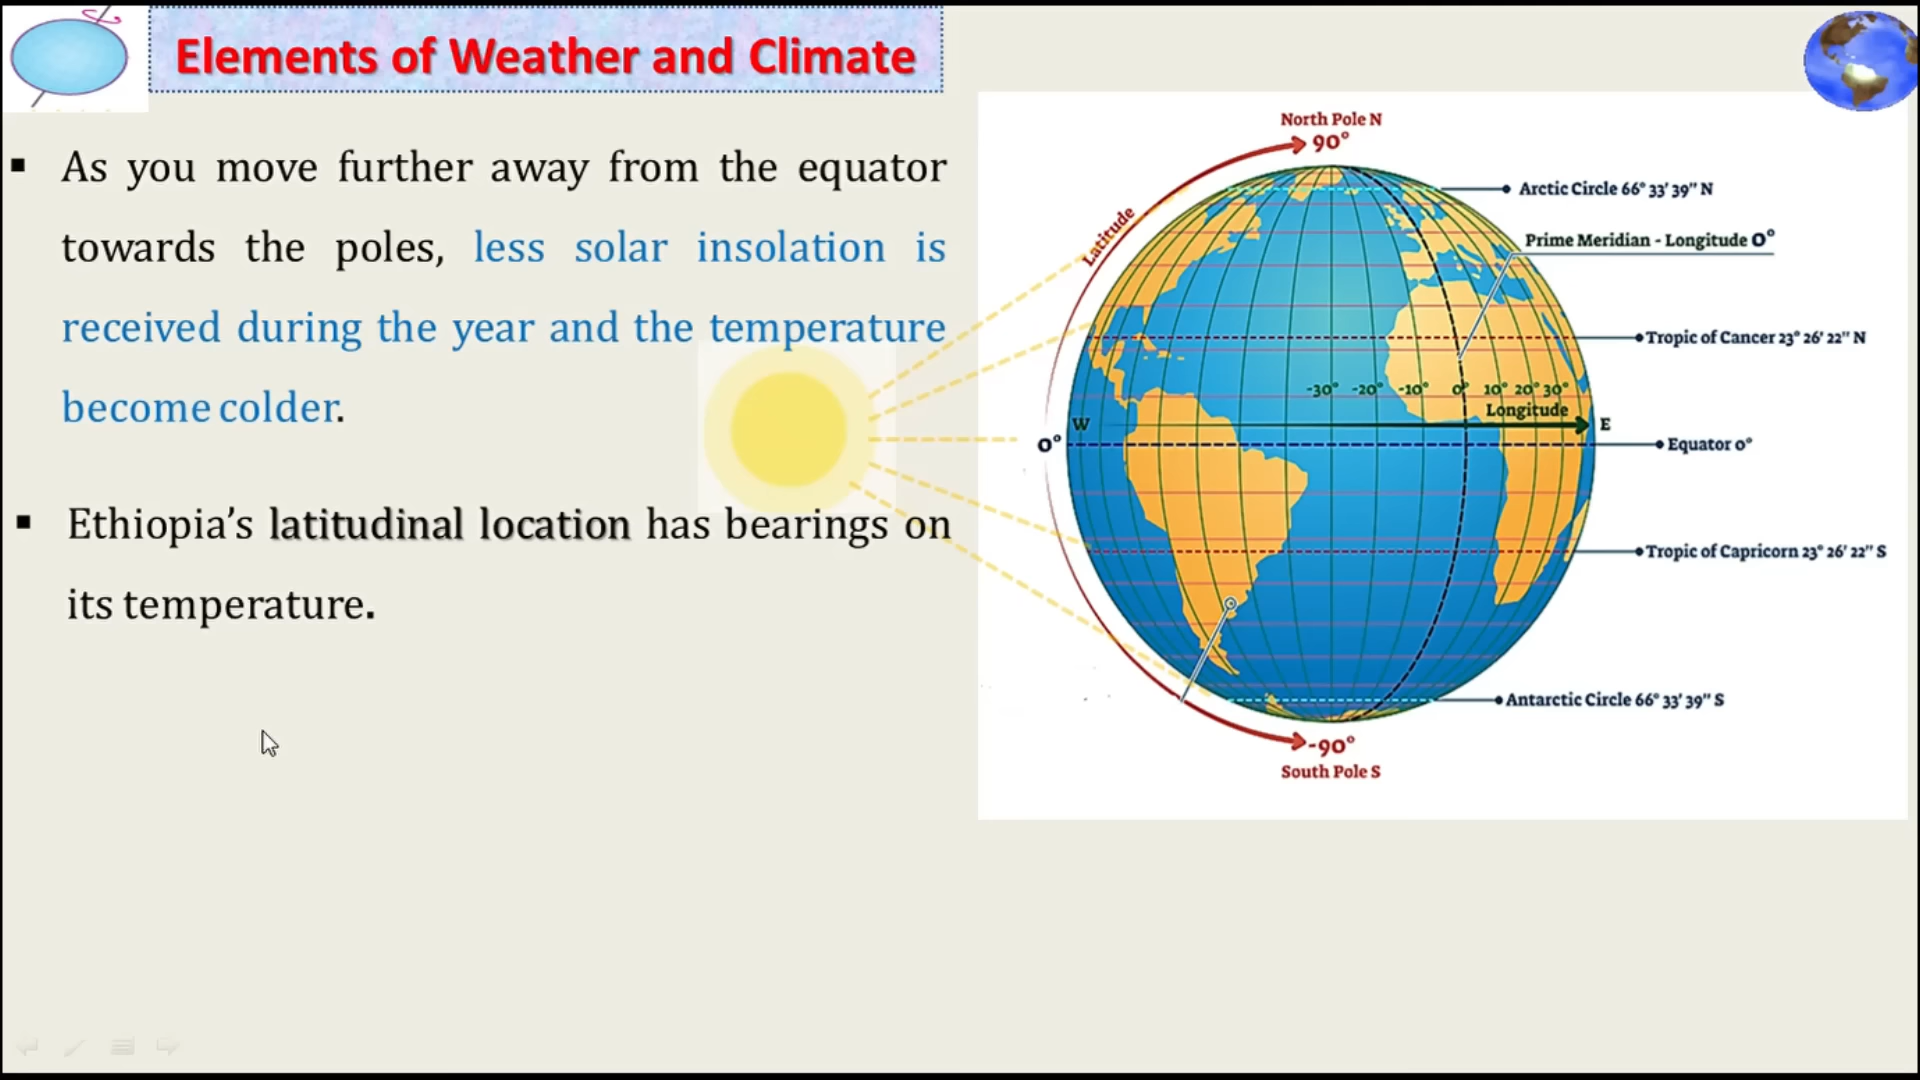 Elements of Weather and Climate
▪ As you move further away from the equator
towards the poles, less solar insolation is
received during the year and the temperature
become colder.
▪ Ethiopia’s latitudinal location has bearings on
its temperature.
North Pole N
90°
Arctic Circle 66° 33' 39" N
Latitude
Prime Meridian - Longitude 0°
Tropic of Cancer 23° 26' 22" N
-30° -20° -10° 0° 10° 20° 30°
Longitude
W E
0°
Equator 0°
Tropic of Capricorn 23° 26' 22" S
Antarctic Circle 66° 33' 39" S
-90°
South Pole S